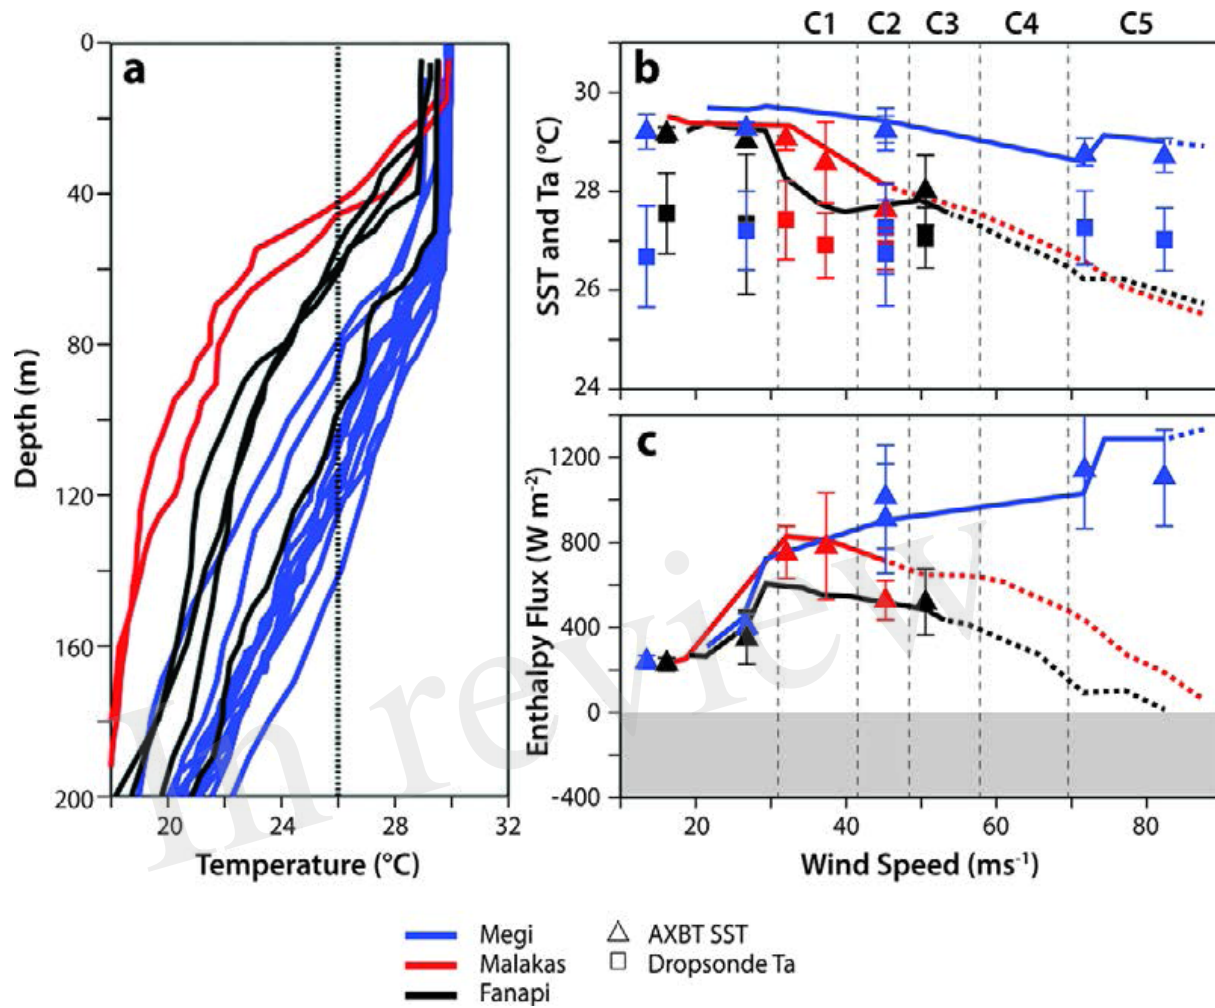 C1 C2 C3 C4 C5
a
0
40
80
120
160
200
Depth (m)
20 24 28 32
Temperature (°C)
b
30
28
26
24
SST and Ta (°C)
c
1200
800
400
0
-400
Enthalpy Flux (W m⁻²)
20 40 60 80
Wind Speed (ms⁻¹)
In review
Megi
Malakas
Fanapi
AXBT SST
Dropsonde Ta